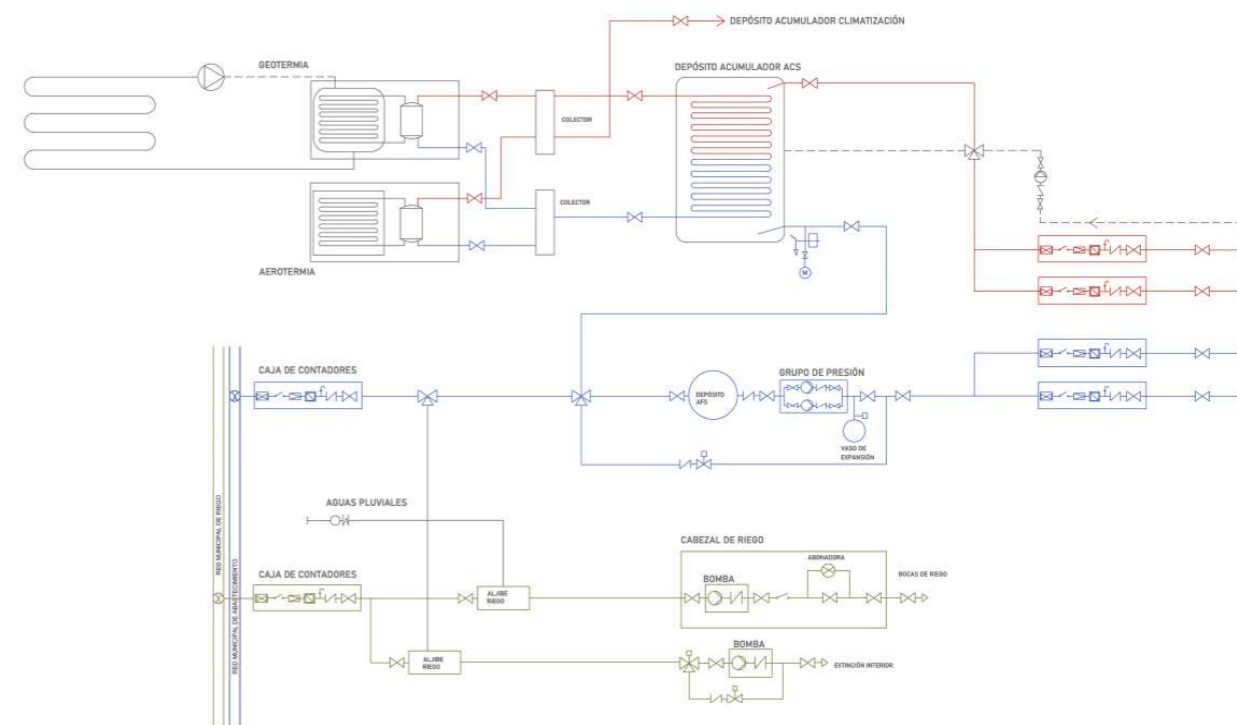 DEPÓSITO ACUMULADOR CLIMATIZACIÓN
GEOTERMIA
DEPÓSITO ACUMULADOR ACS
COLECTOR
COLECTOR
AEROTERMIA
M
CAJA DE CONTADORES
GRUPO DE PRESIÓN
DEPÓSITO
AFS
VASO DE
EXPANSIÓN
RED MUNICIPAL DE RIEGO
RED MUNICIPAL DE ABASTECIMIENTO
AGUAS PLUVIALES
CABEZAL DE RIEGO
ABONADORA
CAJA DE CONTADORES
BOMBA
BOCAS DE RIEGO
ALJIBE
RIEGO
BOMBA
ALJIBE
RIEGO
EXTINCIÓN INTERIOR